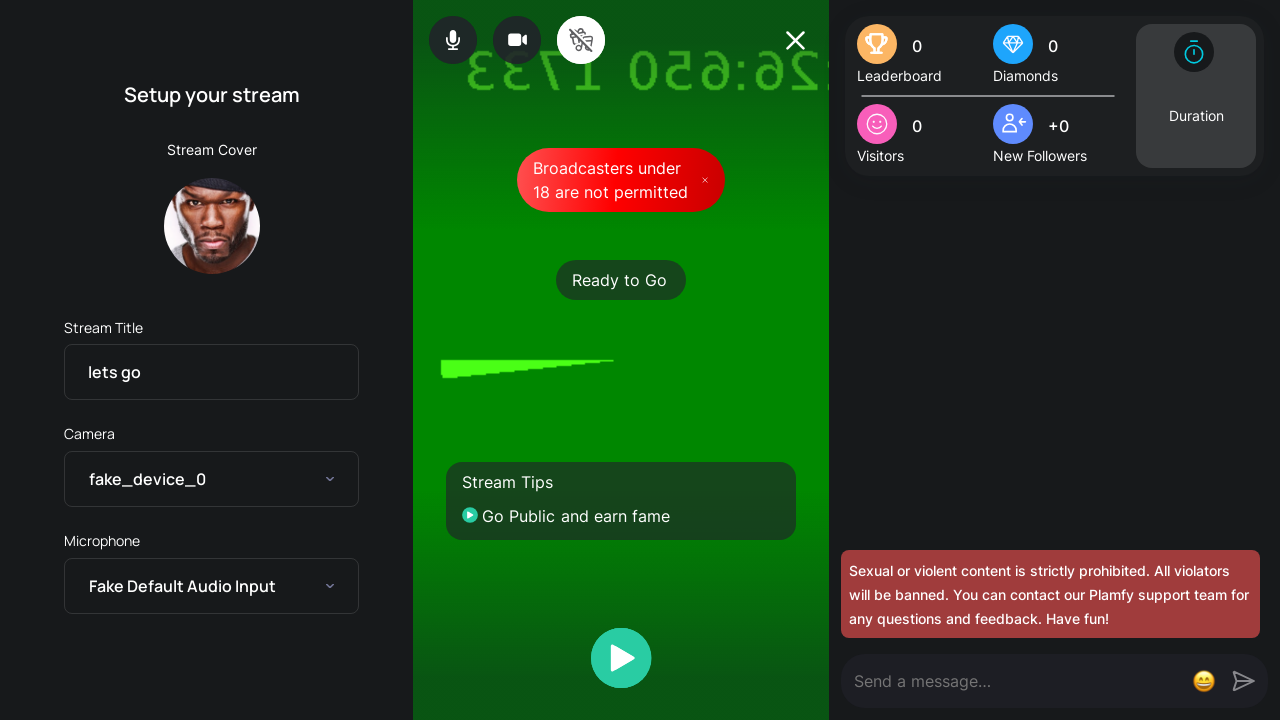 Setup your stream
Stream Cover
Stream Title
lets go
Camera
fake_device_0
Microphone
Fake Default Audio Input
:26:650 1733
Broadcasters under
18 are not permitted
Ready to Go
Stream Tips
Go Public and earn fame
0
Leaderboard
0
Diamonds
0
Visitors
+0
New Followers
Duration
Sexual or violent content is strictly prohibited. All violators
will be banned. You can contact our Plamfy support team for
any questions and feedback. Have fun!
Send a message...